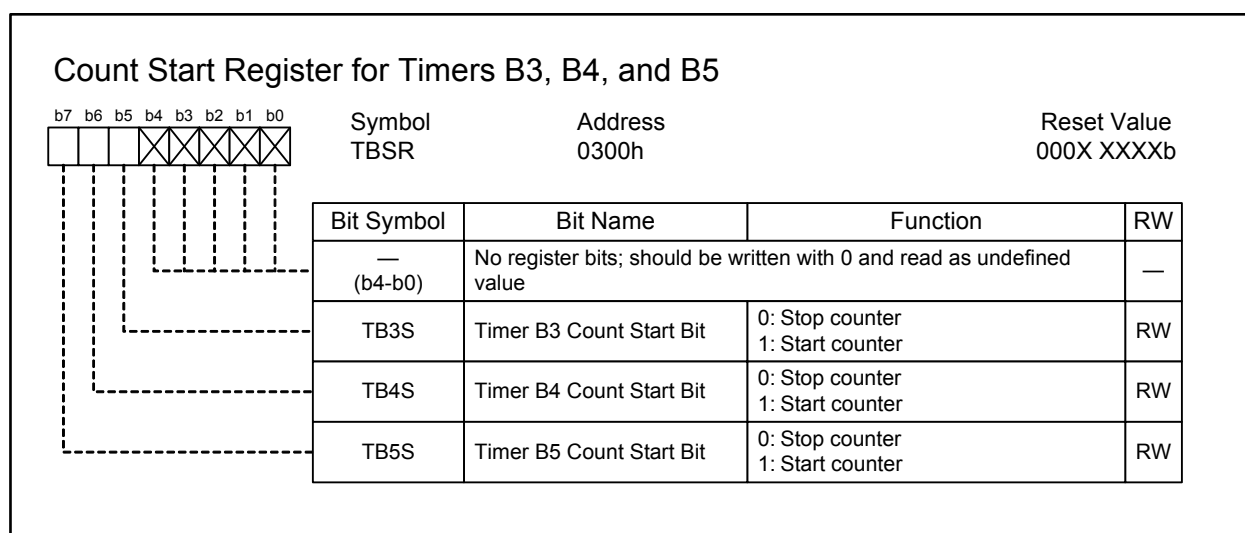 Count Start Register for Timers B3, B4, and B5
b7 b6 b5 b4 b3 b2 b1 b0
Symbol Address Reset Value
TBSR 0300h 000X XXXXb
Bit Symbol Bit Name Function RW
—
(b4-b0)
No register bits; should be written with 0 and read as undefined
value
—
TB3S Timer B3 Count Start Bit
0: Stop counter
1: Start counter
RW
TB4S Timer B4 Count Start Bit
0: Stop counter
1: Start counter
RW
TB5S Timer B5 Count Start Bit
0: Stop counter
1: Start counter
RW